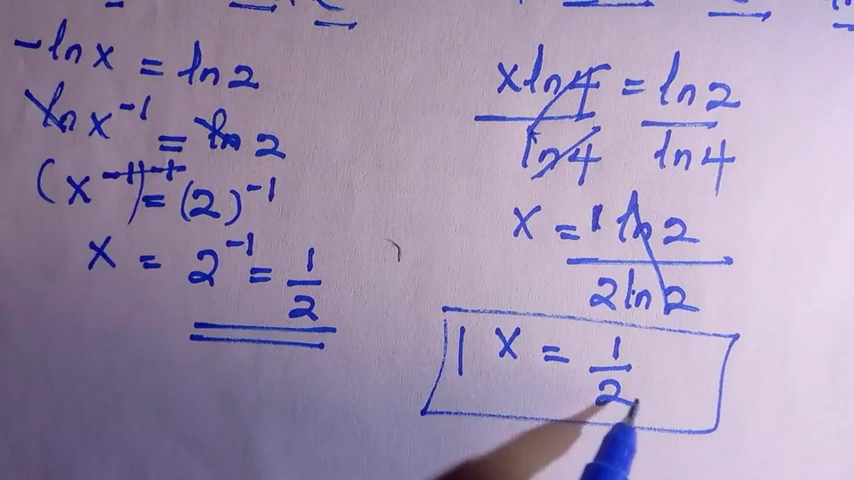 -ln x = ln 2
ln x⁻¹ = ln 2
(x⁻¹)⁻¹ = (2)⁻¹
x = 2⁻¹ = 1/2
x ln 4 / ln 4 = ln 2 / ln 4
x = 1 ln 2 / 2 ln 2
| x = 1/2